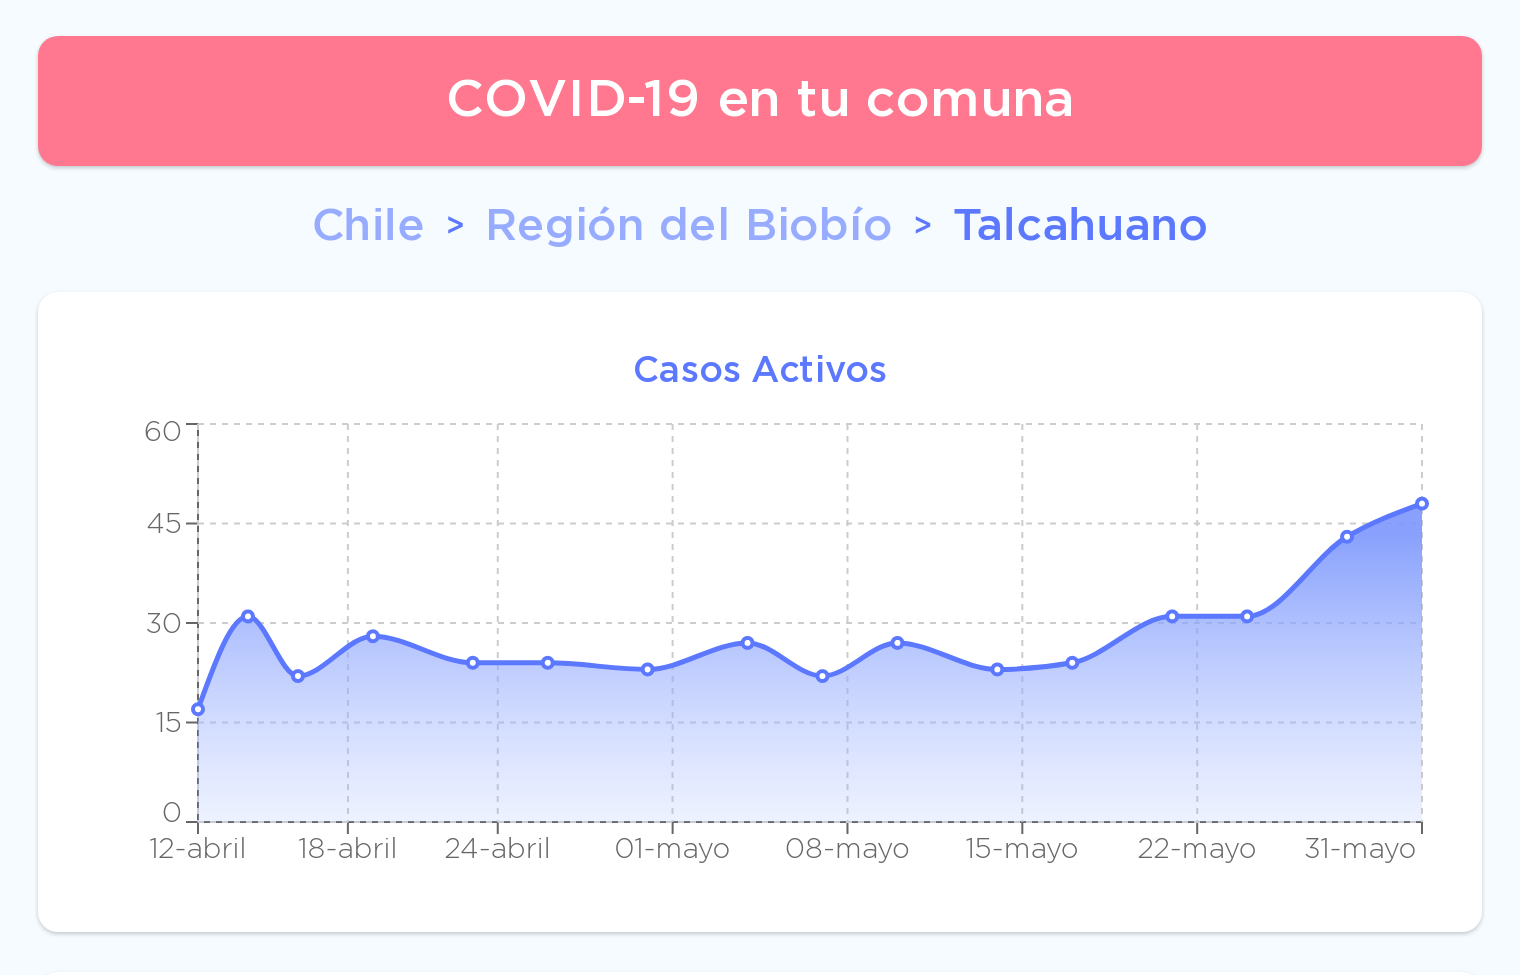 COVID-19 en tu comuna
Chile > Región del Biobío > Talcahuano
Casos Activos
60
45
30
15
0
12-abril 18-abril 24-abril 01-mayo 08-mayo 15-mayo 22-mayo 31-mayo